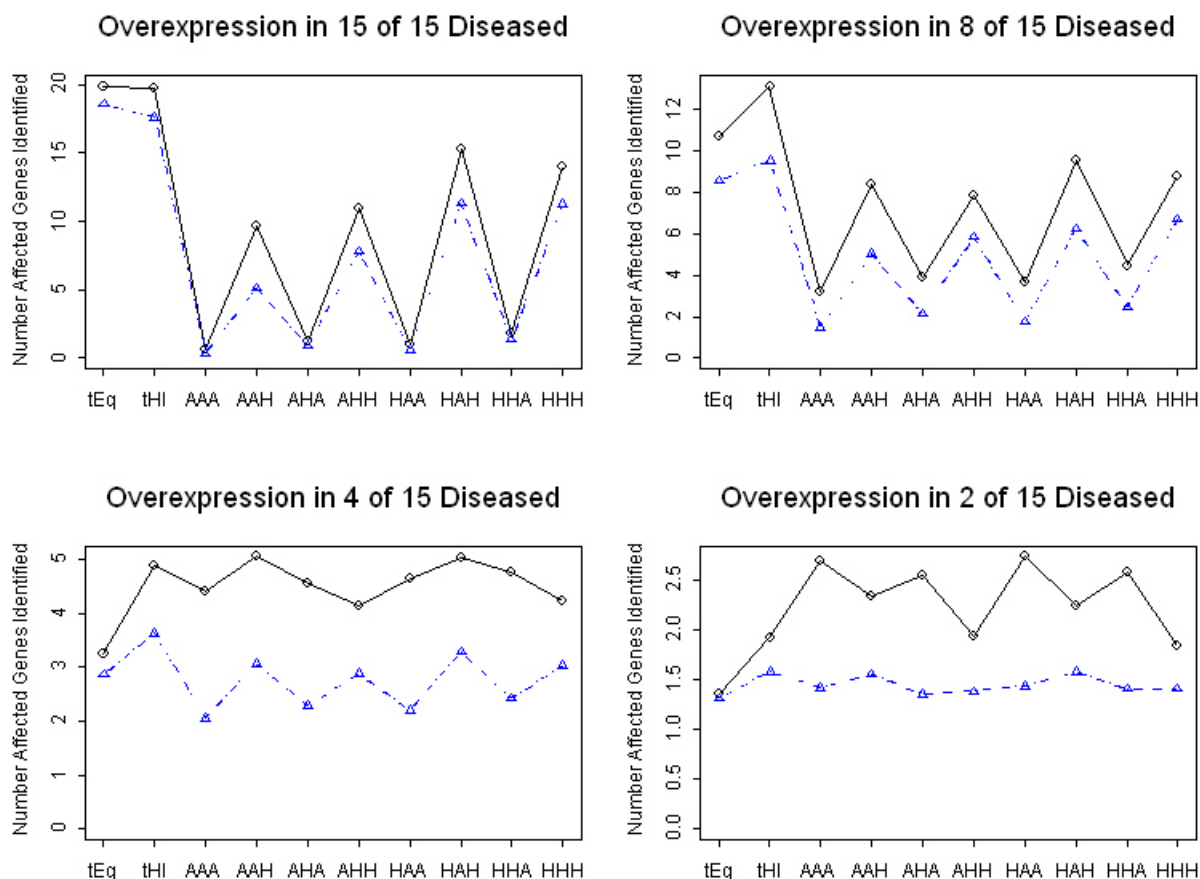 Overexpression in 15 of 15 Diseased
Number Affected Genes Identified
20
15
10
5
0
tEq tHI AAA AAH AHA AHH HAA HAH HHA HHH
Overexpression in 8 of 15 Diseased
Number Affected Genes Identified
12
10
8
6
4
2
0
tEq tHI AAA AAH AHA AHH HAA HAH HHA HHH
Overexpression in 4 of 15 Diseased
Number Affected Genes Identified
5
4
3
2
1
0
tEq tHI AAA AAH AHA AHH HAA HAH HHA HHH
Overexpression in 2 of 15 Diseased
Number Affected Genes Identified
2.5
2.0
1.5
1.0
0.5
0.0
tEq tHI AAA AAH AHA AHH HAA HAH HHA HHH